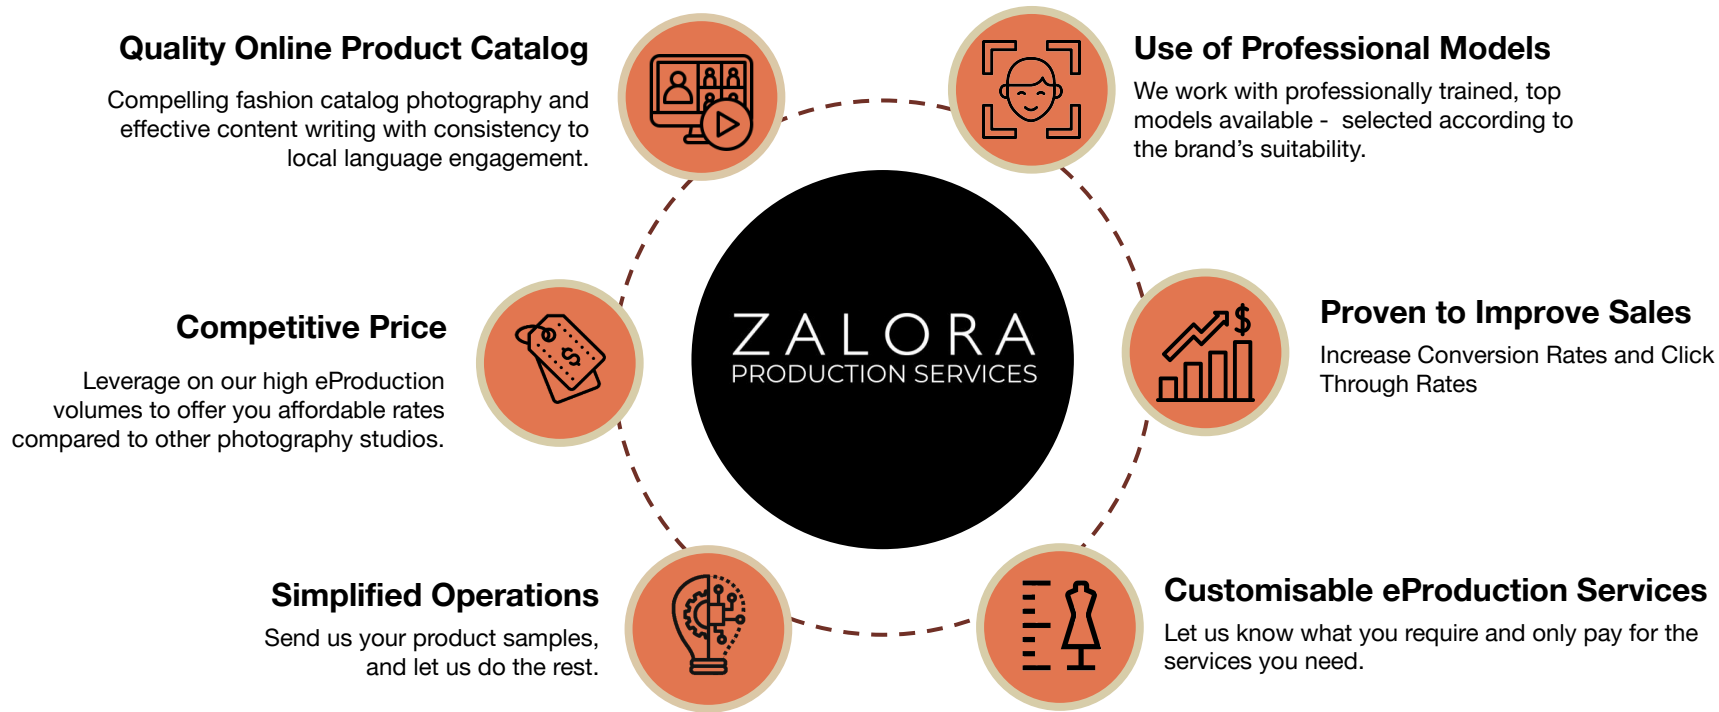 Quality Online Product Catalog
Compelling fashion catalog photography and
effective content writing with consistency to
local language engagement.
Use of Professional Models
We work with professionally trained, top
models available -  selected according to
the brand’s suitability.
Competitive Price
Leverage on our high eProduction
volumes to offer you affordable rates
compared to other photography studios.
ZALORA
PRODUCTION SERVICES
Proven to Improve Sales
Increase Conversion Rates and Click
Through Rates
Simplified Operations
Send us your product samples,
and let us do the rest.
Customisable eProduction Services
Let us know what you require and only pay for the
services you need.